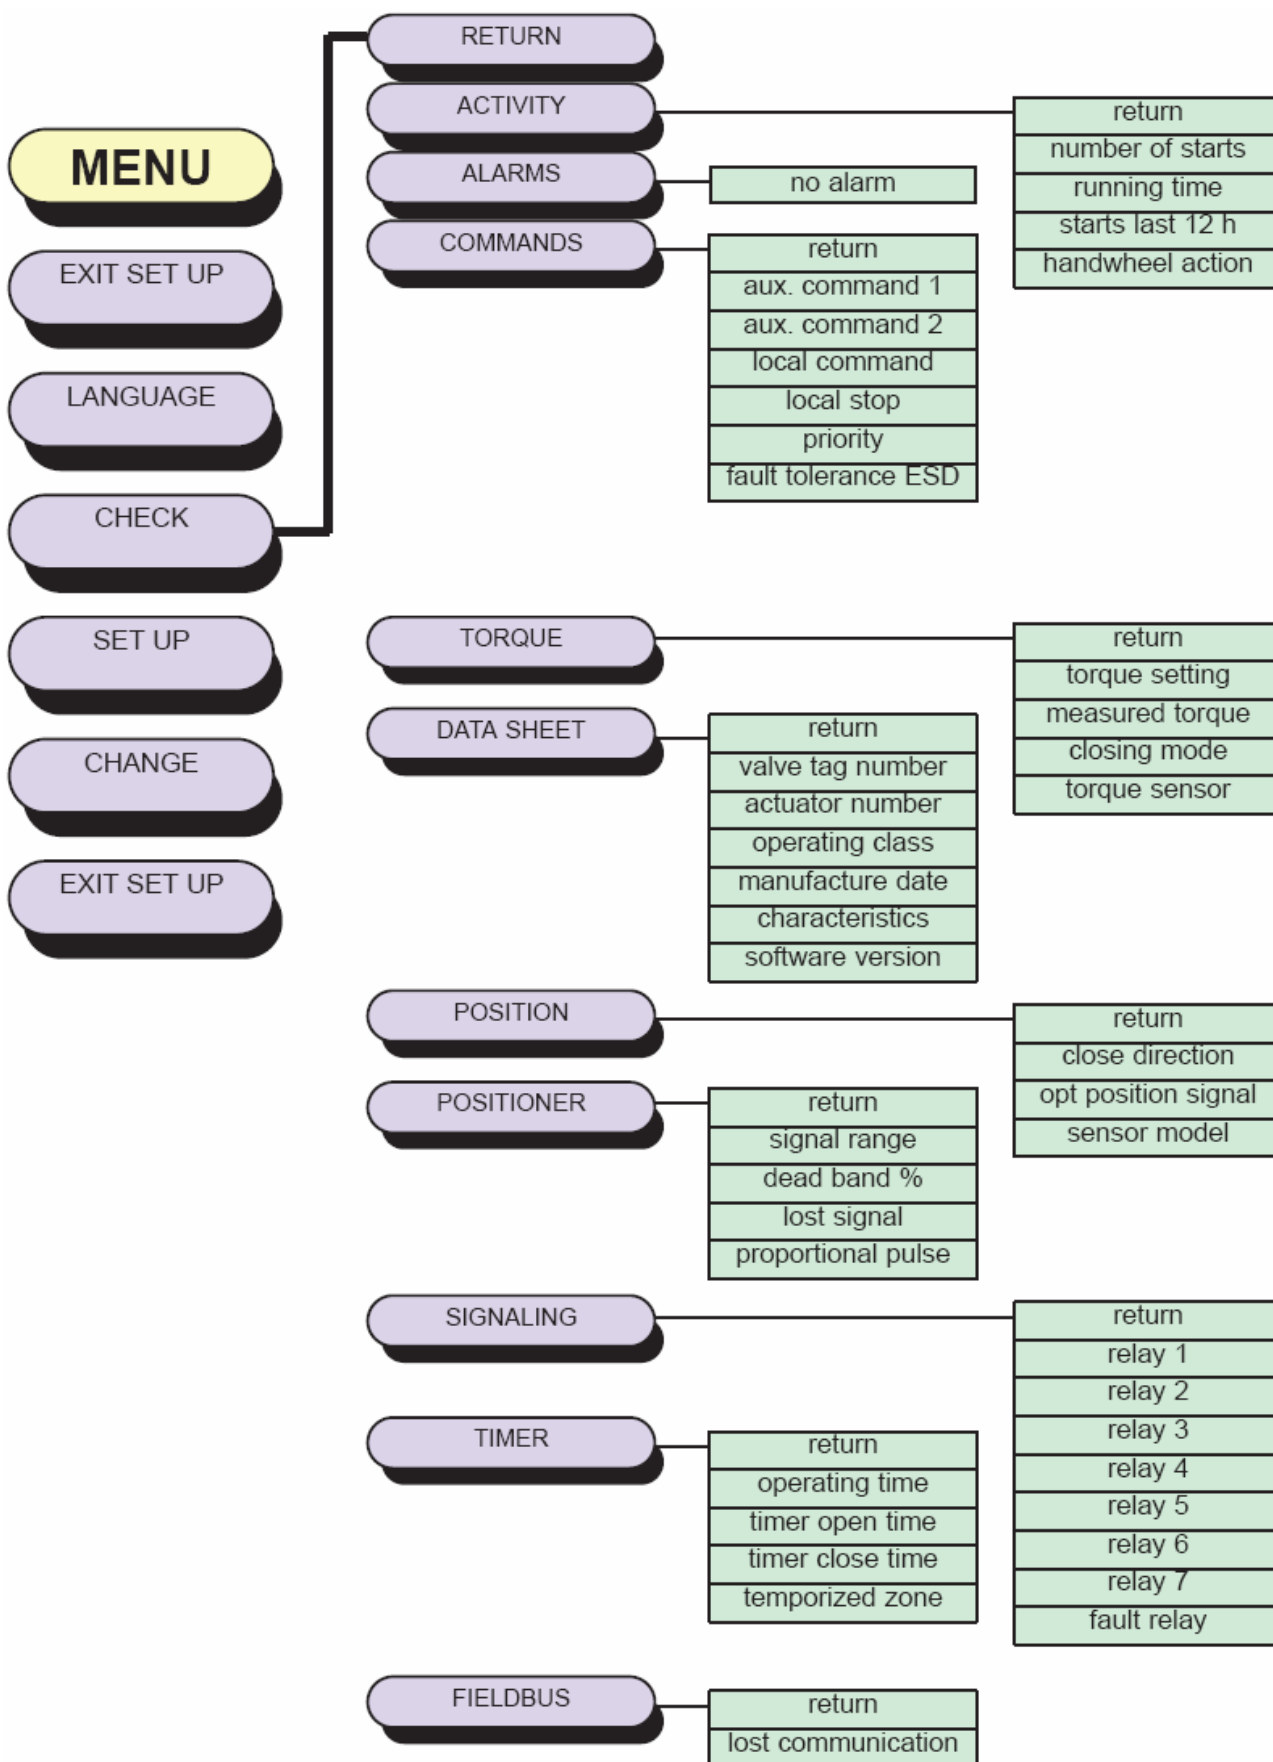 MENU
EXIT SET UP
LANGUAGE
CHECK
SET UP
CHANGE
EXIT SET UP
RETURN
ACTIVITY
return
number of starts
running time
starts last 12 h
handwheel action
ALARMS
no alarm
COMMANDS
return
aux. command 1
aux. command 2
local command
local stop
priority
fault tolerance ESD
TORQUE
return
torque setting
measured torque
closing mode
torque sensor
DATA SHEET
return
valve tag number
actuator number
operating class
manufacture date
characteristics
software version
POSITION
return
close direction
opt position signal
sensor model
POSITIONER
return
signal range
dead band %
lost signal
proportional pulse
SIGNALING
return
relay 1
relay 2
relay 3
relay 4
relay 5
relay 6
relay 7
fault relay
TIMER
return
operating time
timer open time
timer close time
temporized zone
FIELDBUS
return
lost communication